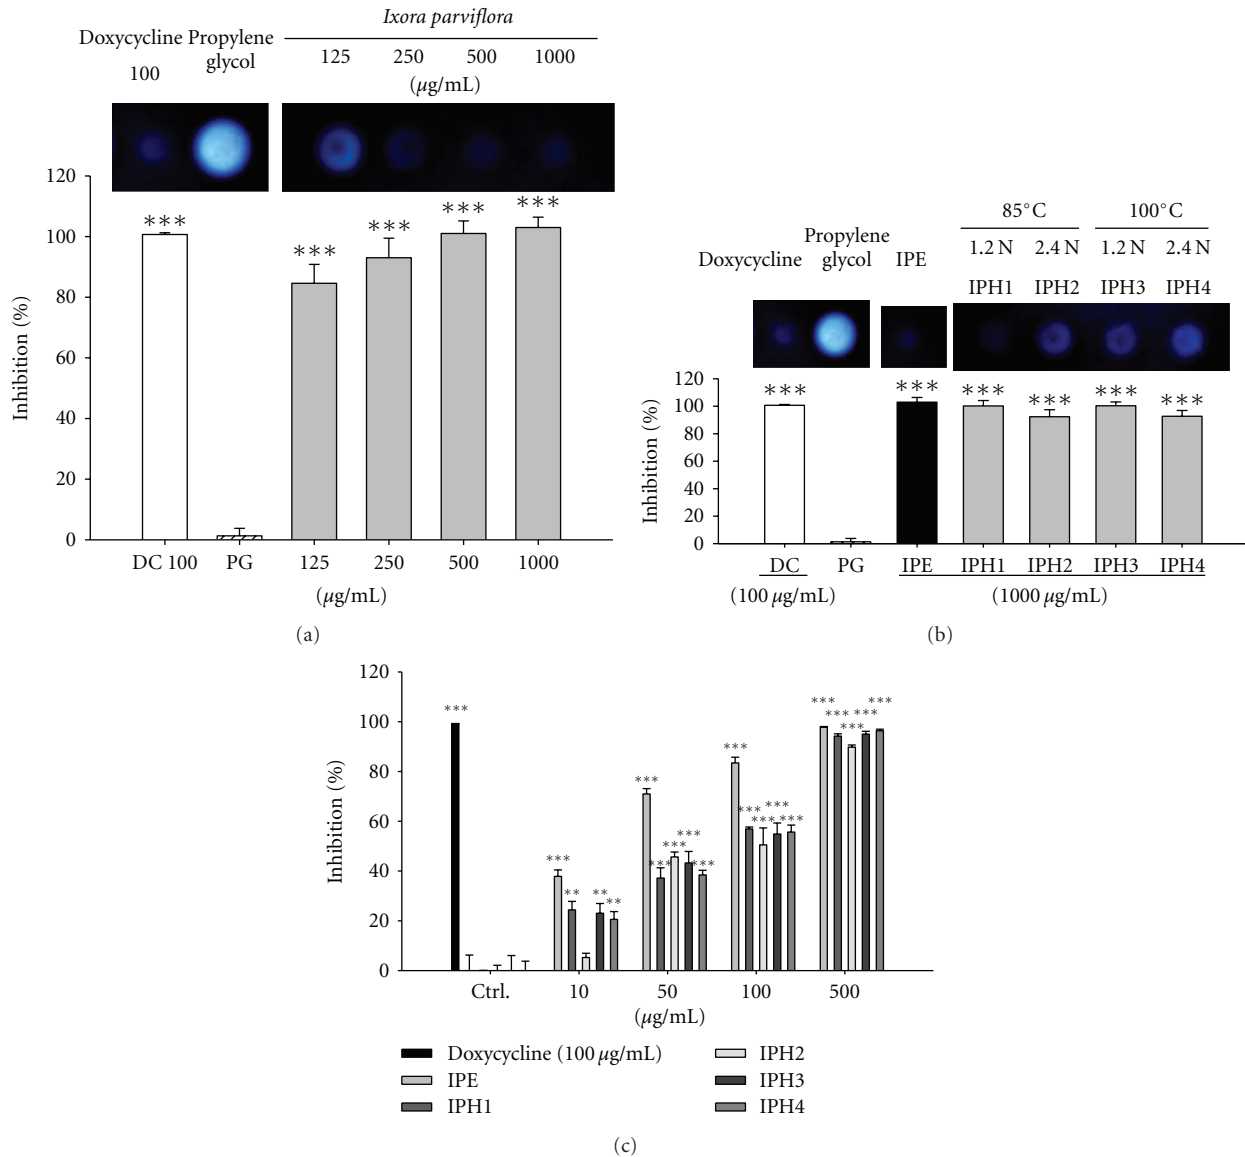 Ixora parviflora
Doxycycline Propylene glycol
100 125 250 500 1000
(µg/mL)
120
100
80
60
40
20
0
Inhibition (%)
*** *** *** *** ***
DC 100 PG 125 250 500 1000
(µg/mL)
(a)
85°C 100°C
Doxycycline Propylene glycol IPE 1.2 N 2.4 N 1.2 N 2.4 N
IPH1 IPH2 IPH3 IPH4
120
100
80
60
40
20
0
Inhibition (%)
*** *** *** *** *** ***
DC PG IPE IPH1 IPH2 IPH3 IPH4
(100 µg/mL) (1000 µg/mL)
(b)
120
100
80
60
40
20
0
Inhibition (%)
***
*** ** ** **
*** *** *** *** ***
*** *** *** *** ***
*** *** *** *** ***
Ctrl. 10 50 100 500
(µg/mL)
Doxycycline (100 µg/mL)
IPE
IPH1
IPH2
IPH3
IPH4
(c)